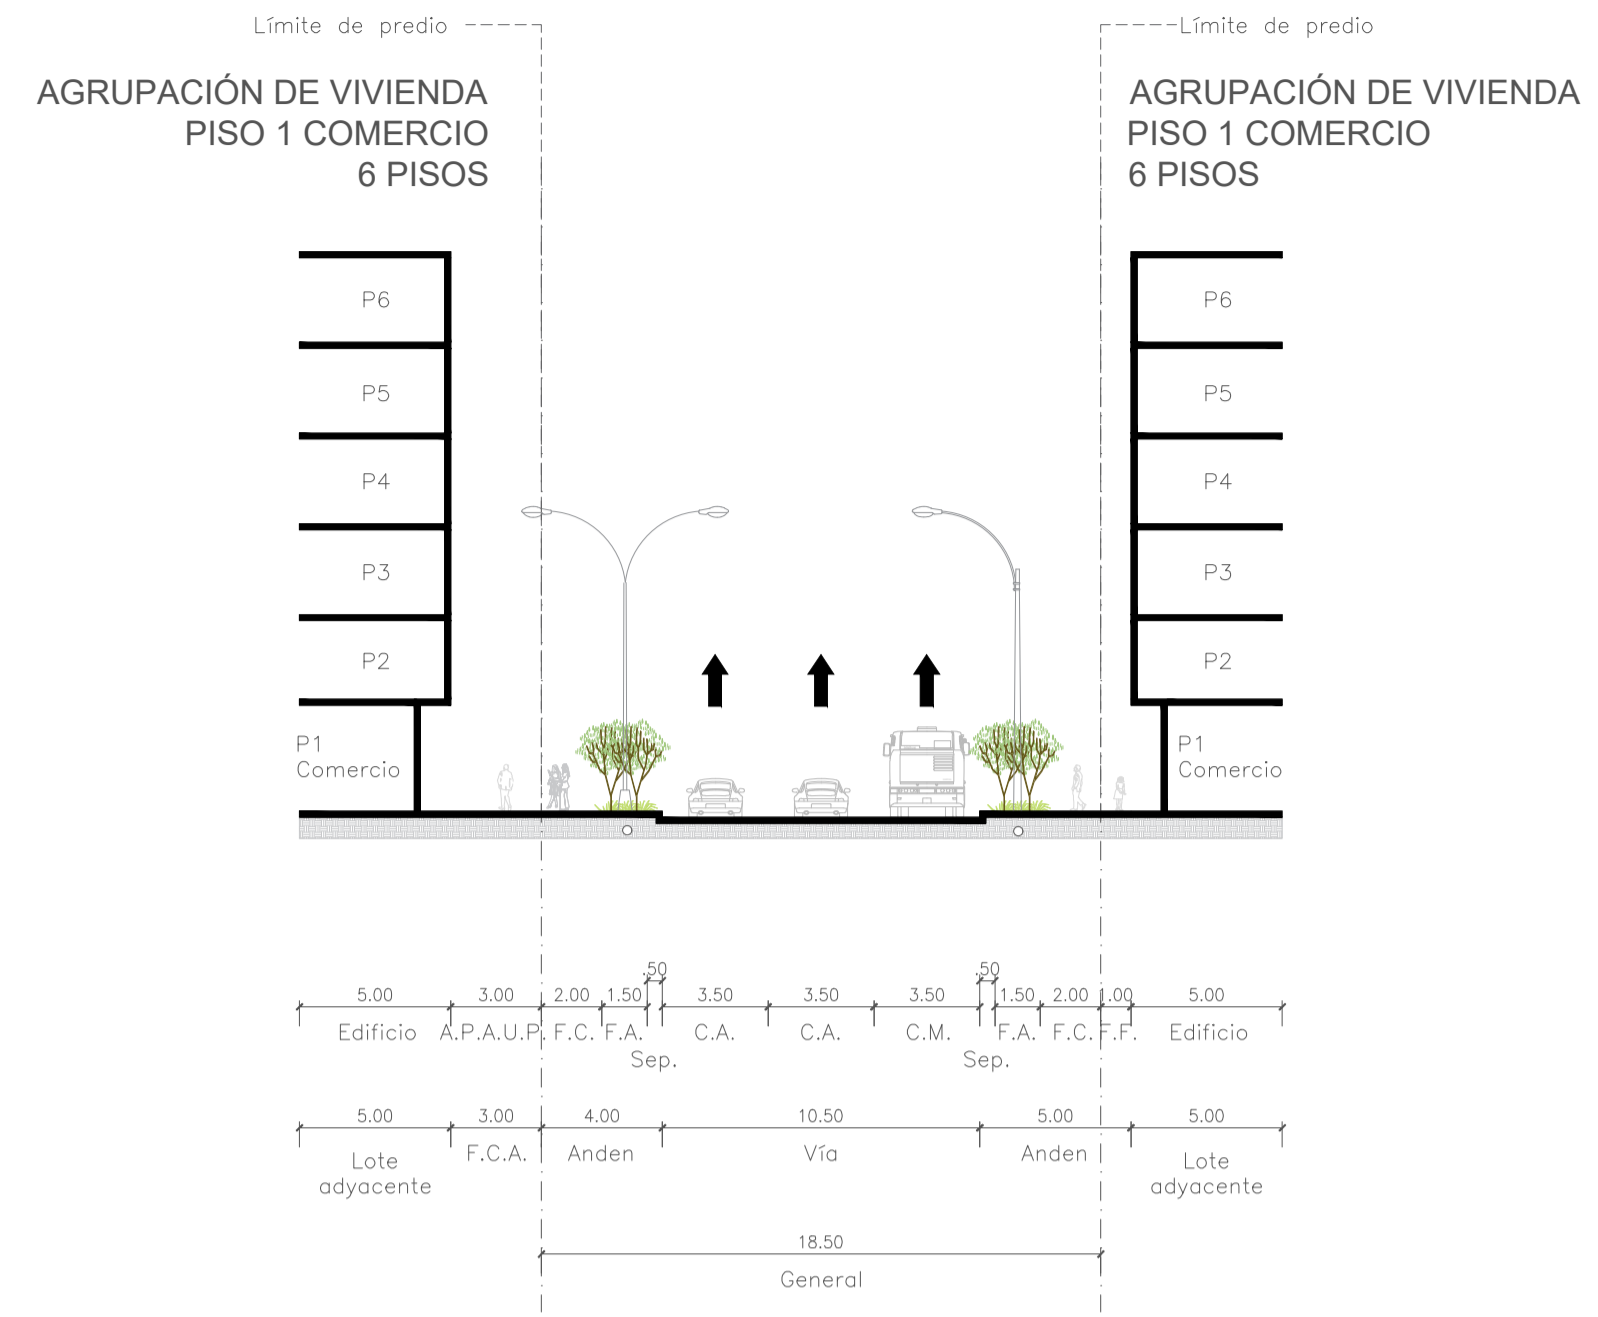 Límite de predio
Límite de predio
AGRUPACIÓN DE VIVIENDA
PISO 1 COMERCIO
6 PISOS
AGRUPACIÓN DE VIVIENDA
PISO 1 COMERCIO
6 PISOS
P6
P6
P5
P5
P4
P4
P3
P3
P2
P2
P1
Comercio
P1
Comercio
.50
.50
5.00 3.00 2.00 1.50 3.50 3.50 3.50 1.50 2.00 1.00 5.00
Edificio A.P.A.U.P. F.C. F.A. C.A. C.A. C.M. F.A. F.C. F.F. Edificio
Sep. Sep.
5.00 3.00 4.00 10.50 5.00 5.00
Lote
adyacente
F.C.A. Anden Vía Anden
Lote
adyacente
18.50
General